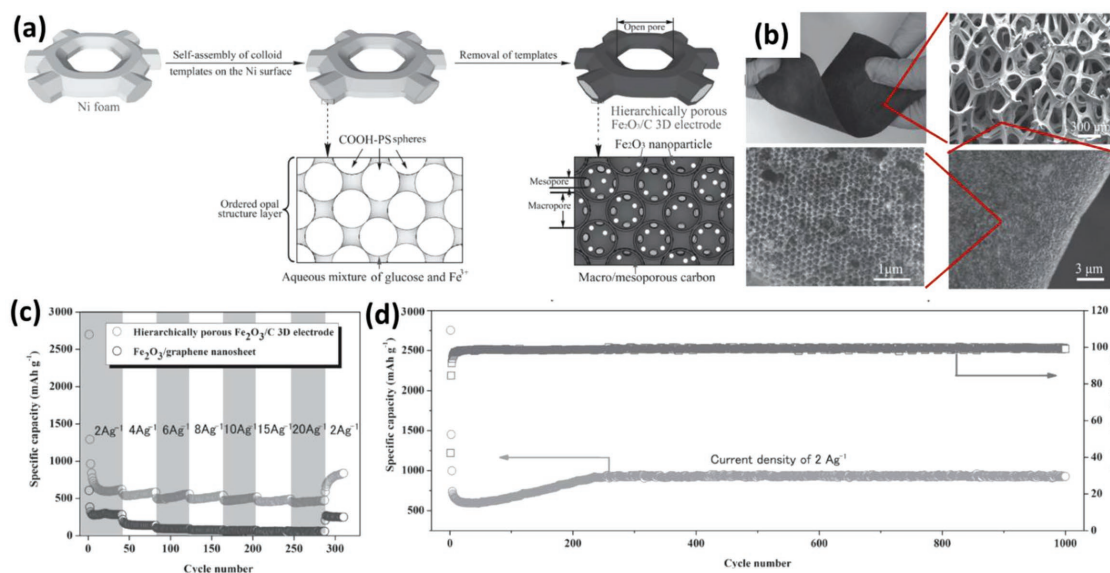 (a)
Self-assembly of colloid
templates on the Ni surface
Removal of templates
Open pore
Ni foam
Hierarchically porous
Fe₂O₃/C 3D electrode
COOH-PS spheres
Fe₂O₃ nanoparticle
Mesopore
Macropore
Ordered opal
structure layer
Aqueous mixture of glucose and Fe³⁺
Macro/mesoporous carbon
(b)
300 μm
1μm
3 μm
(c)
3000
2500
2000
1500
1000
500
0
Specific capacity (mAh g⁻¹)
Hierarchically porous Fe₂O₃/C 3D electrode
Fe₂O₃/graphene nanosheet
2Ag⁻¹ 4Ag⁻¹ 6Ag⁻¹ 8Ag⁻¹ 10Ag⁻¹ 15Ag⁻¹ 20Ag⁻¹ 2Ag⁻¹
0 50 100 150 200 250 300
Cycle number
(d)
3000
2500
2000
1500
1000
500
Specific capacity (mAh g⁻¹)
Current density of 2 Ag⁻¹
0 200 400 600 800 1000
Cycle number
120
100
80
60
40
20
0